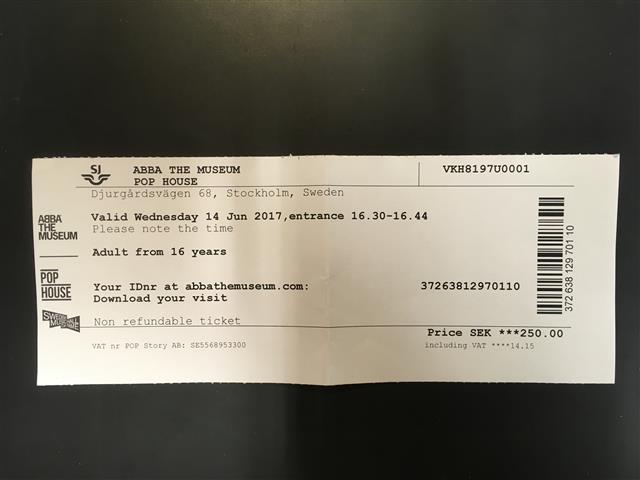 SJ
ABBA THE MUSEUM
POP HOUSE
VKH8197U0001
Djurgårdsvägen 68, Stockholm, Sweden
ABBA THE MUSEUM
Valid Wednesday 14 Jun 2017,entrance 16.30-16.44
Please note the time
Adult from 16 years
POP HOUSE
Your IDnr at abbathemuseum.com:
37263812970110
Download your visit
Non refundable ticket
Price SEK ***250.00
VAT nr POP Story AB: SE5568953300
including VAT ****14.15
372 638 129 701 10